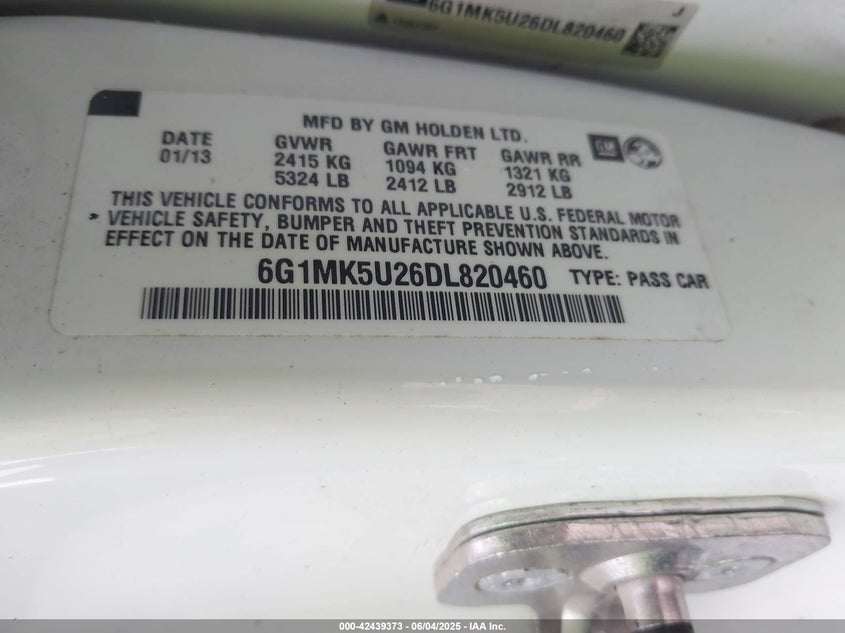 6G1MK5U26DL820460
J
MFD BY GM HOLDEN LTD.
DATE
01/13
GVWR
2415 KG
5324 LB
GAWR FRT
1094 KG
2412 LB
GAWR RR
1321 KG
2912 LB
GM
THIS VEHICLE CONFORMS TO ALL APPLICABLE U.S. FEDERAL MOTOR
VEHICLE SAFETY, BUMPER AND THEFT PREVENTION STANDARDS IN
EFFECT ON THE DATE OF MANUFACTURE SHOWN ABOVE.
6G1MK5U26DL820460 TYPE: PASS CAR
000-42439373 - 06/04/2025 - IAA Inc.